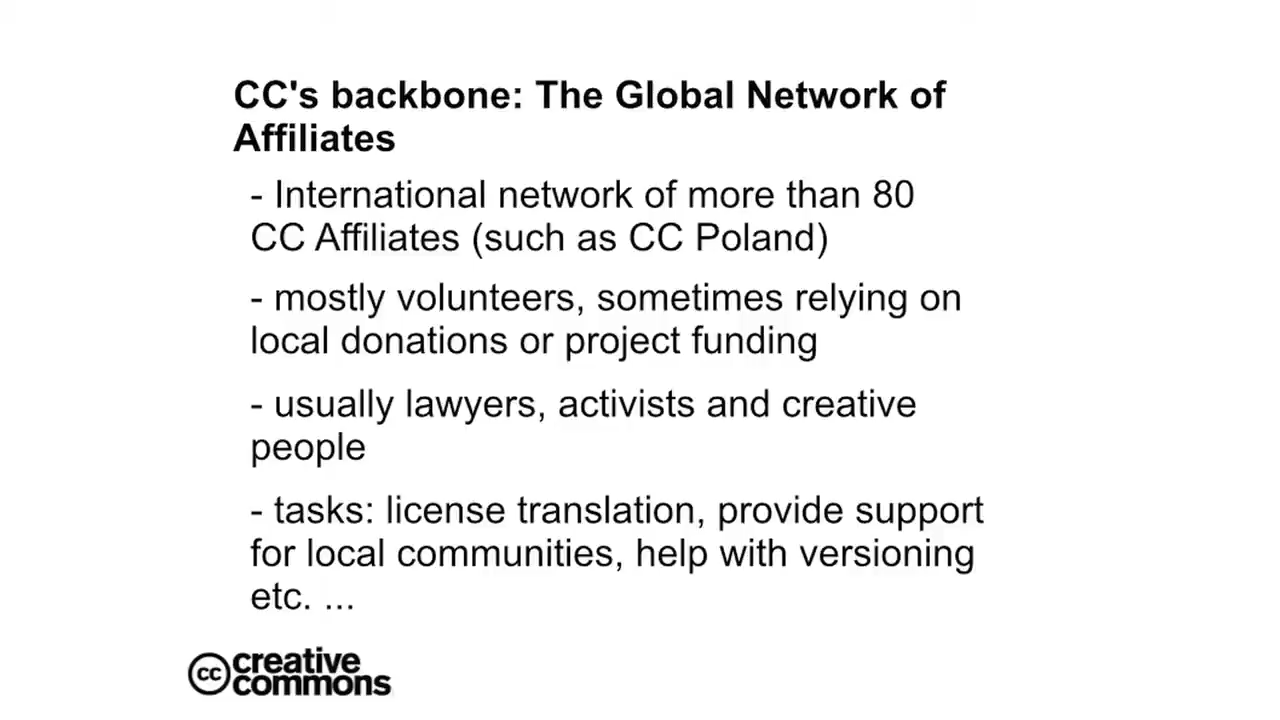 CC's backbone: The Global Network of
Affiliates
- International network of more than 80
CC Affiliates (such as CC Poland)
- mostly volunteers, sometimes relying on
local donations or project funding
- usually lawyers, activists and creative
people
- tasks: license translation, provide support
for local communities, help with versioning
etc. ...
cc creative
commons